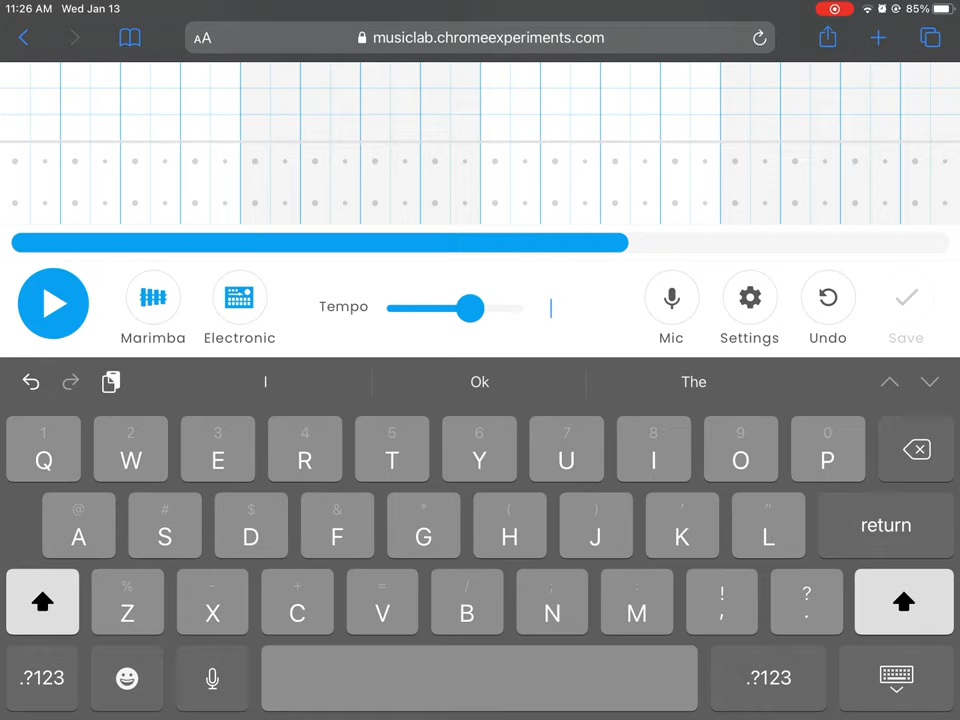 11:26 AM Wed Jan 13 85%
AA musiclab.chromeexperiments.com
Tempo
Marimba Electronic Mic Settings Undo Save
I Ok The
1 2 3 4 5 6 7 8 9 0
Q W E R T Y U I O P
@ # $ & * ( ) ' "
A S D F G H J K L return
% - + = / ; : ! ?
Z X C V B N M , .
.?123 .?123